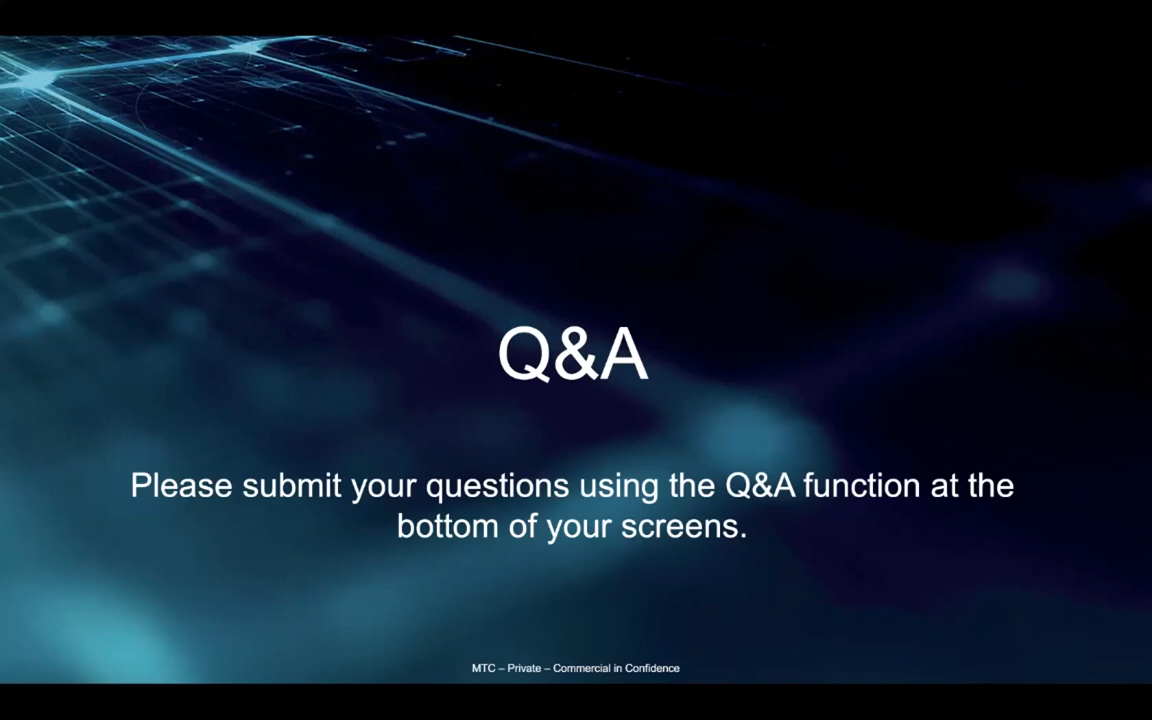 Q&A
Please submit your questions using the Q&A function at the
bottom of your screens.
MTC – Private – Commercial in Confidence